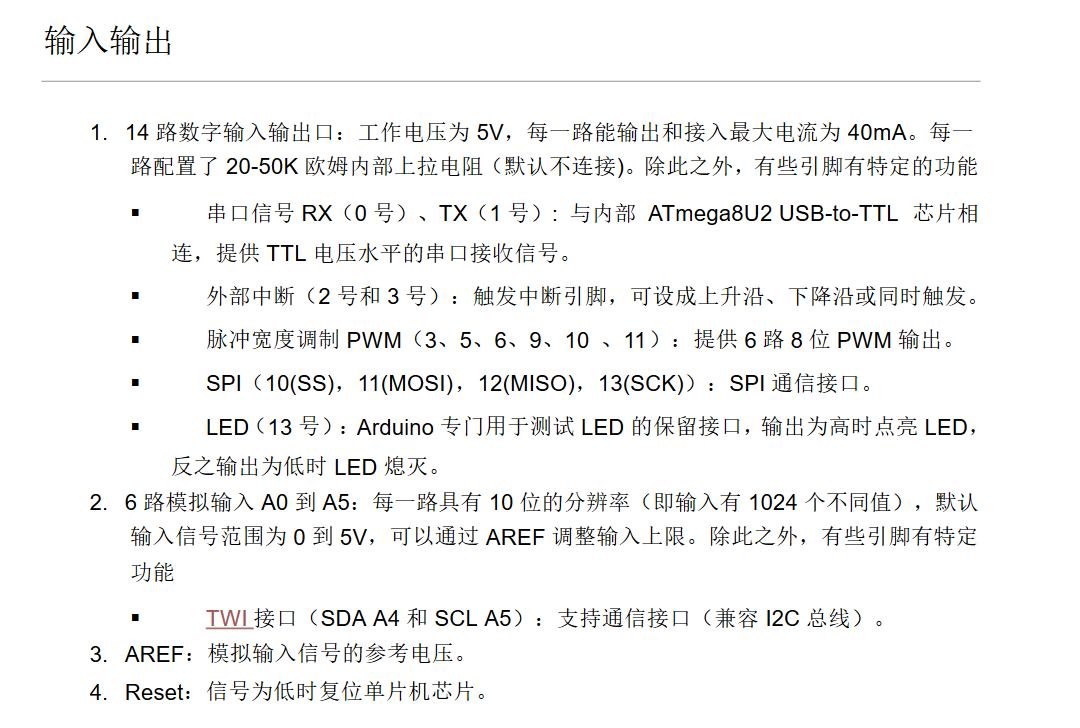 输入输出
1. 14 路数字输入输出口：工作电压为 5V，每一路能输出和接入最大电流为 40mA。每一
路配置了 20-50K 欧姆内部上拉电阻（默认不连接)。除此之外，有些引脚有特定的功能
▪ 串口信号 RX（0 号）、TX（1 号）: 与内部 ATmega8U2 USB-to-TTL 芯片相
连，提供 TTL 电压水平的串口接收信号。
▪ 外部中断（2 号和 3 号）：触发中断引脚，可设成上升沿、下降沿或同时触发。
▪ 脉冲宽度调制 PWM（3、5、6、9、10 、11）：提供 6 路 8 位 PWM 输出。
▪ SPI（10(SS)，11(MOSI)，12(MISO)，13(SCK)）：SPI 通信接口。
▪ LED（13 号）：Arduino 专门用于测试 LED 的保留接口，输出为高时点亮 LED，
反之输出为低时 LED 熄灭。
2. 6 路模拟输入 A0 到 A5：每一路具有 10 位的分辨率（即输入有 1024 个不同值），默认
输入信号范围为 0 到 5V，可以通过 AREF 调整输入上限。除此之外，有些引脚有特定
功能
▪ TWI 接口（SDA A4 和 SCL A5）：支持通信接口（兼容 I2C 总线）。
3. AREF：模拟输入信号的参考电压。
4. Reset：信号为低时复位单片机芯片。